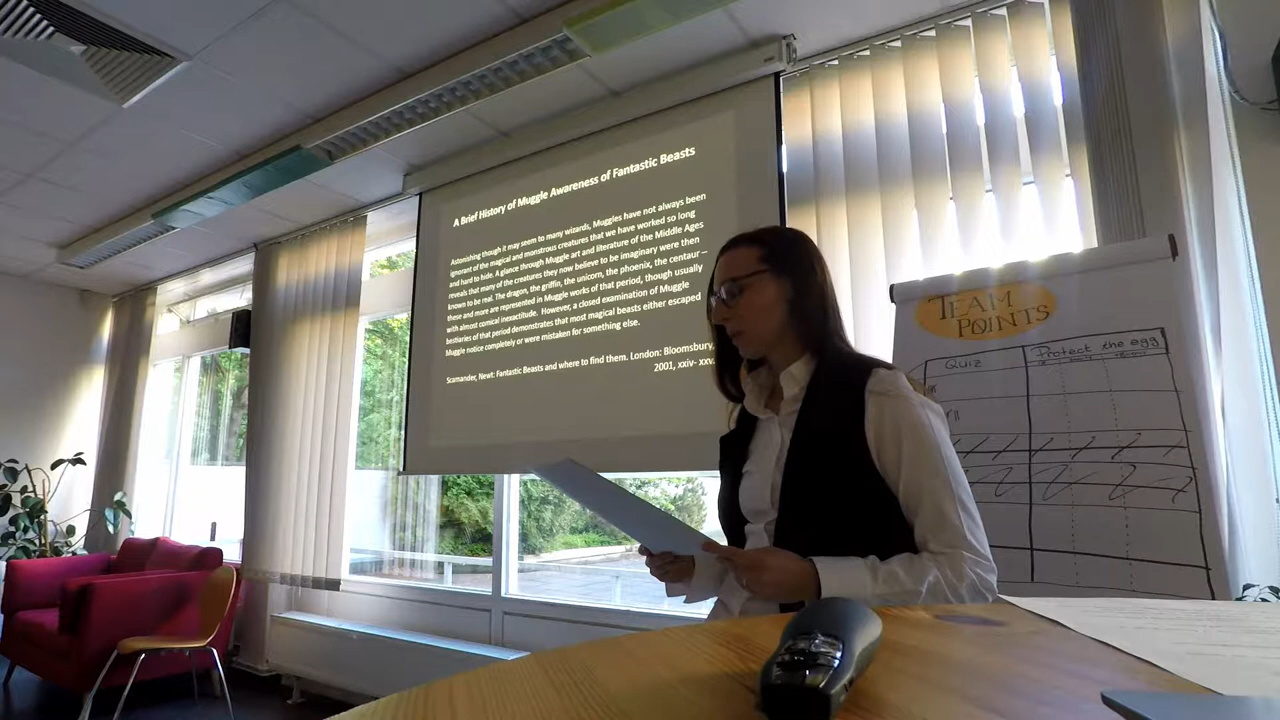 A Brief History of Muggle Awareness of Fantastic Beasts
Astonishing though it may seem to many wizards, Muggles have not always been
ignorant of the magical and monstrous creatures that we have worked so long
and hard to hide. A glance through Muggle art and literature of the Middle Ages
reveals that many of the creatures they now believe to be imaginary were then
known to be real. The dragon, the griffin, the unicorn, the phoenix, the centaur –
these and more are represented in Muggle works of that period, though usually
with almost comical inexactitude. However, a closed examination of Muggle
bestiaries of that period demonstrates that most magical beasts either escaped
Muggle notice completely or were mistaken for something else.
Scamander, Newt: Fantastic Beasts and where to find them. London: Bloomsbury,
2001, xxiv-
TEAM
POINTS
Quiz
Protect the egg